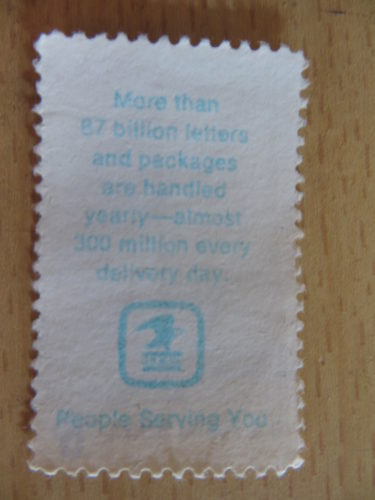 More than
87 billion letters
and packages
are handled
yearly—almost
300 million every
delivery day.
People Serving You